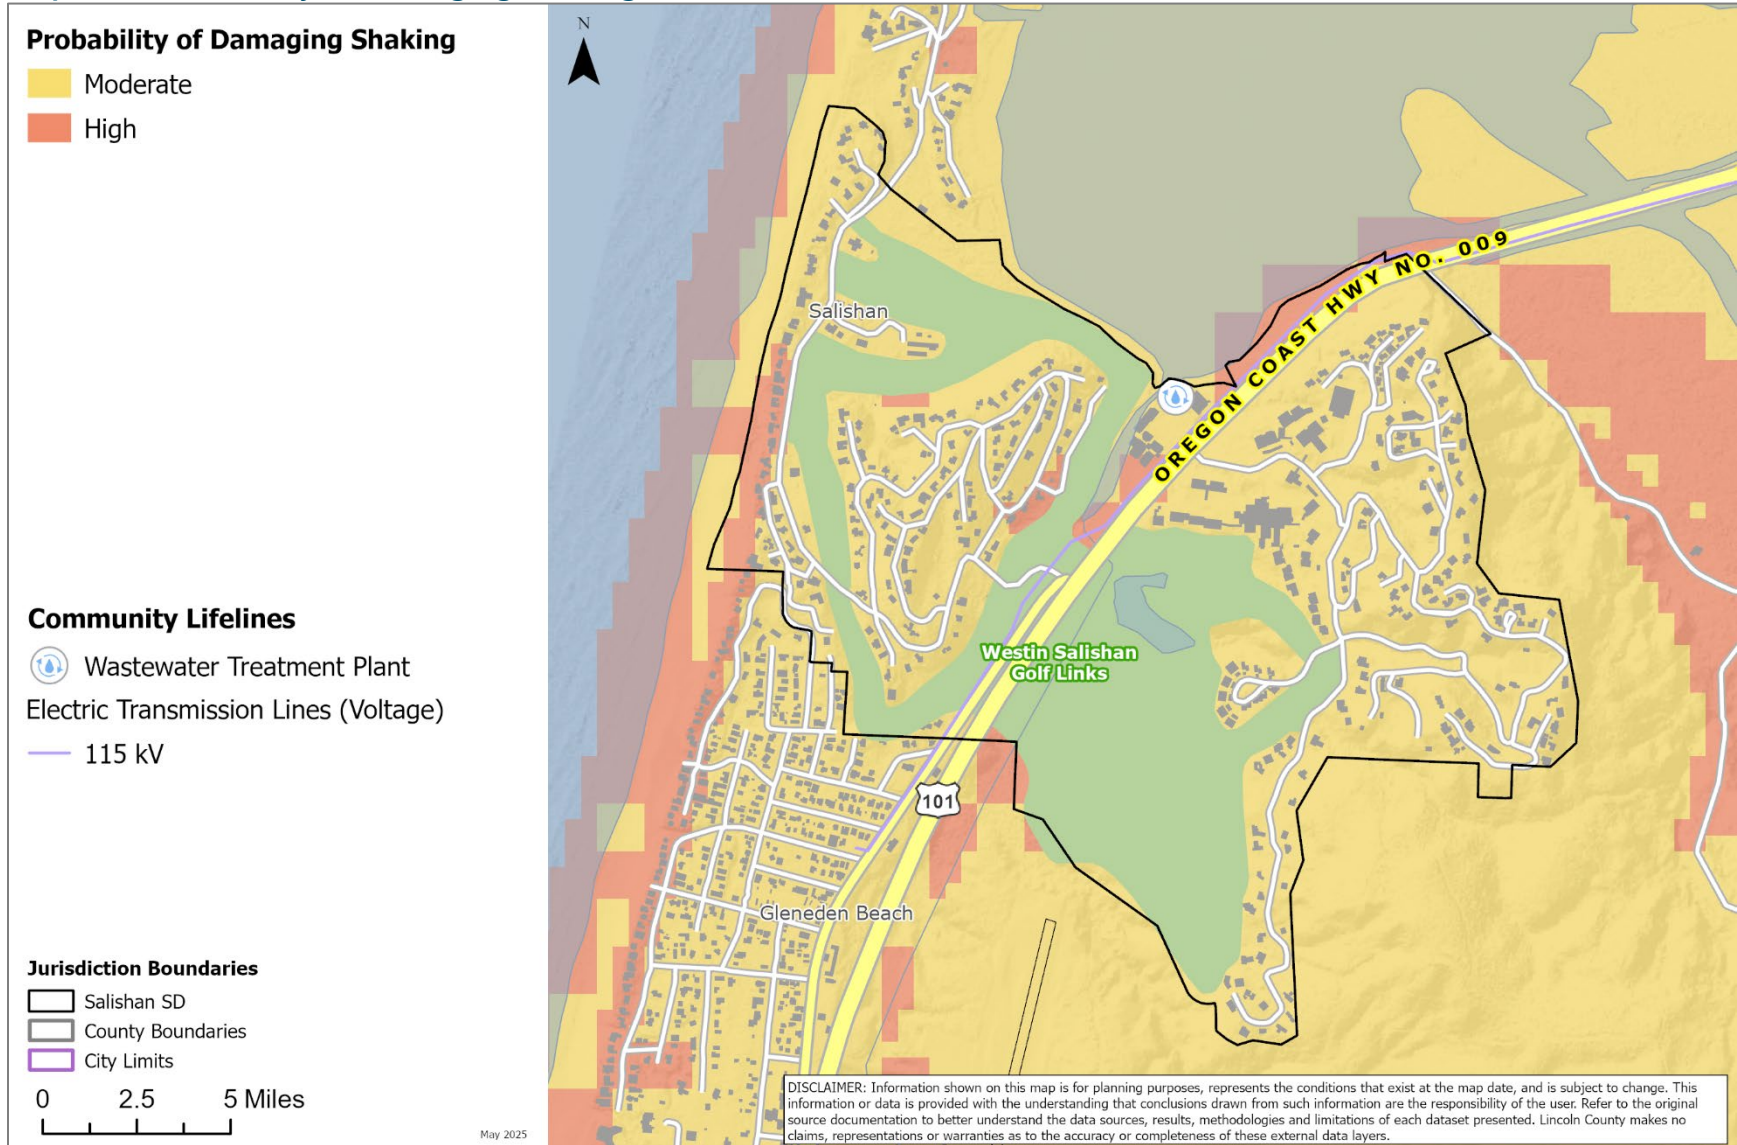 Probability of Damaging Shaking
Moderate
High
Community Lifelines
Wastewater Treatment Plant
Electric Transmission Lines (Voltage)
115 kV
Jurisdiction Boundaries
Salishan SD
County Boundaries
City Limits
0 2.5 5 Miles
May 2025
N
Salishan
OREGON COAST HWY NO. 009
Westin Salishan
Golf Links
101
Gleneden Beach
DISCLAIMER: Information shown on this map is for planning purposes, represents the conditions that exist at the map date, and is subject to change. This
information or data is provided with the understanding that conclusions drawn from such information are the responsibility of the user. Refer to the original
source documentation to better understand the data sources, results, methodologies and limitations of each dataset presented. Lincoln County makes no
claims, representations or warranties as to the accuracy or completeness of these external data layers.